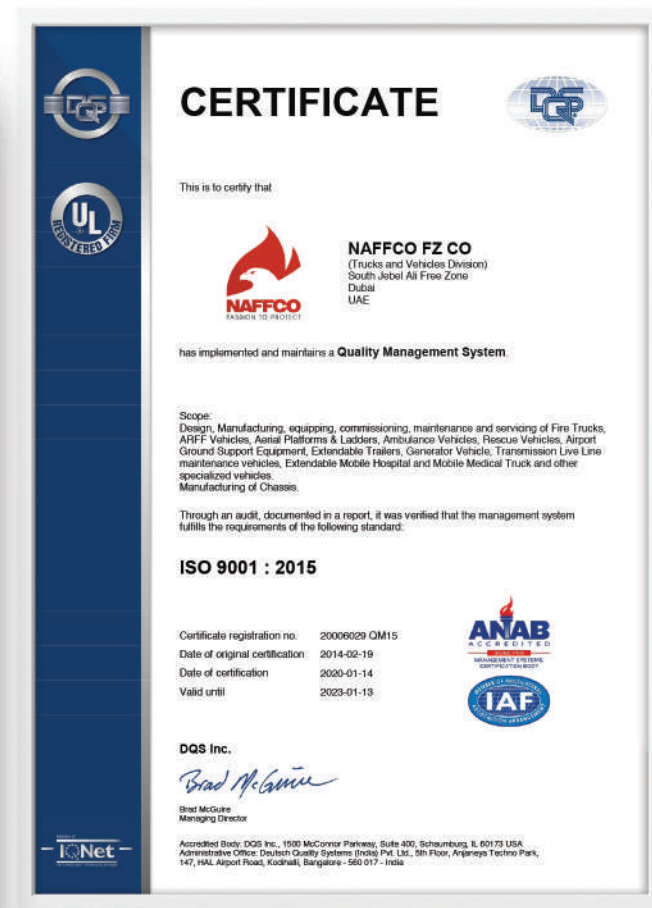 CERTIFICATE
DQS
UL
REGISTERED FIRM
This is to certify that
NAFFCO
PASSION TO PROTECT
NAFFCO FZ CO
(Trucks and Vehicles Division)
South Jebel Ali Free Zone
Dubai
UAE
has implemented and maintains a Quality Management System.
Scope:
Design, Manufacturing, equipping, commissioning, maintenance and servicing of Fire Trucks,
ARFF Vehicles, Aerial Platforms & Ladders, Ambulance Vehicles, Rescue Vehicles, Airport
Ground Support Equipment, Extendable Trailers, Generator Vehicle, Transmission Live Line
maintenance vehicles, Extendable Mobile Hospital and Mobile Medical Truck and other
specialized vehicles.
Manufacturing of Chassis.
Through an audit, documented in a report, it was verified that the management system
fulfills the requirements of the following standard:
ISO 9001 : 2015
Certificate registration no. 20006029 QM15
Date of original certification 2014-02-19
Date of certification 2020-01-14
Valid until 2023-01-13
ANAB
ACCREDITED
MANAGEMENT SYSTEMS
CERTIFICATION BODY
IAF
DQS Inc.
Brad McGuire
Brad McGuire
Managing Director
IQNet
Accredited Body: DQS Inc., 1500 McConnor Parkway, Suite 400, Schaumburg, IL 60173 USA
Administrative Office: Deutsch Quality Systems (India) Pvt. Ltd., 5th Floor, Anjaneya Techno Park,
147, HAL Airport Road, Kodihalli, Bangalore - 560 017 - India